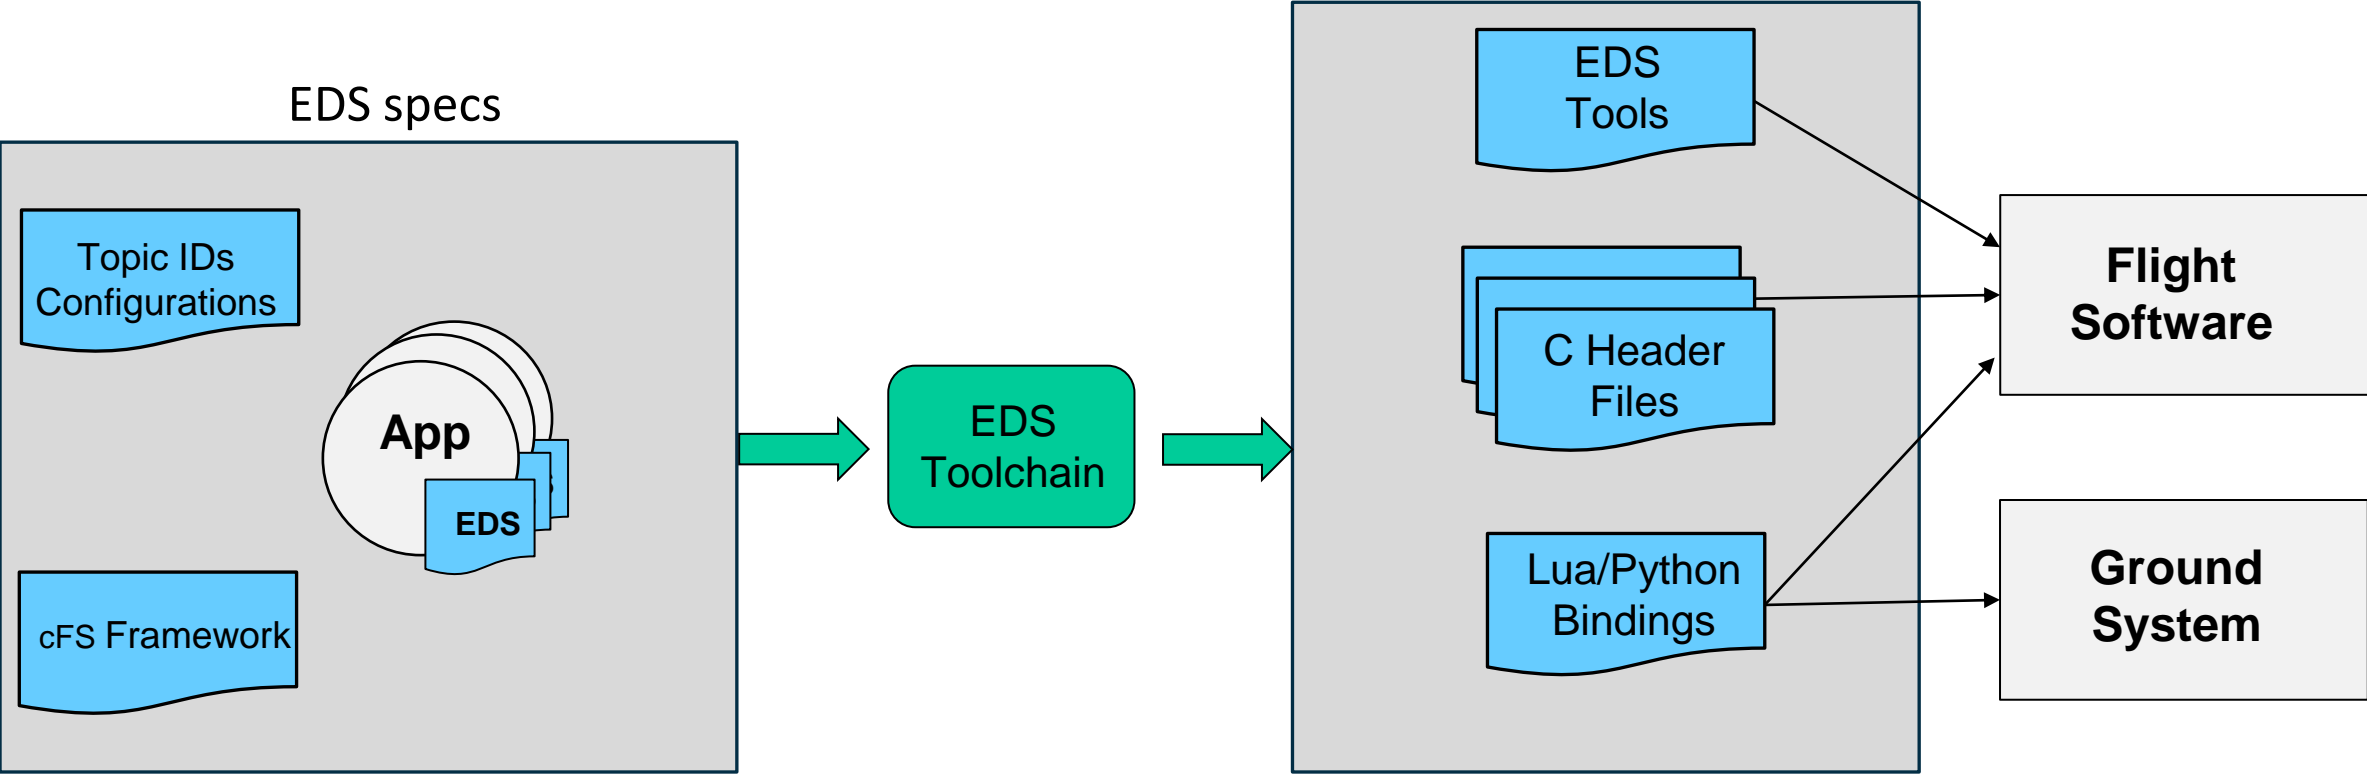 EDS specs
Topic IDs
Configurations
App
EDS
cFS Framework
EDS
Toolchain
EDS
Tools
C Header
Files
Lua/Python
Bindings
Flight
Software
Ground
System